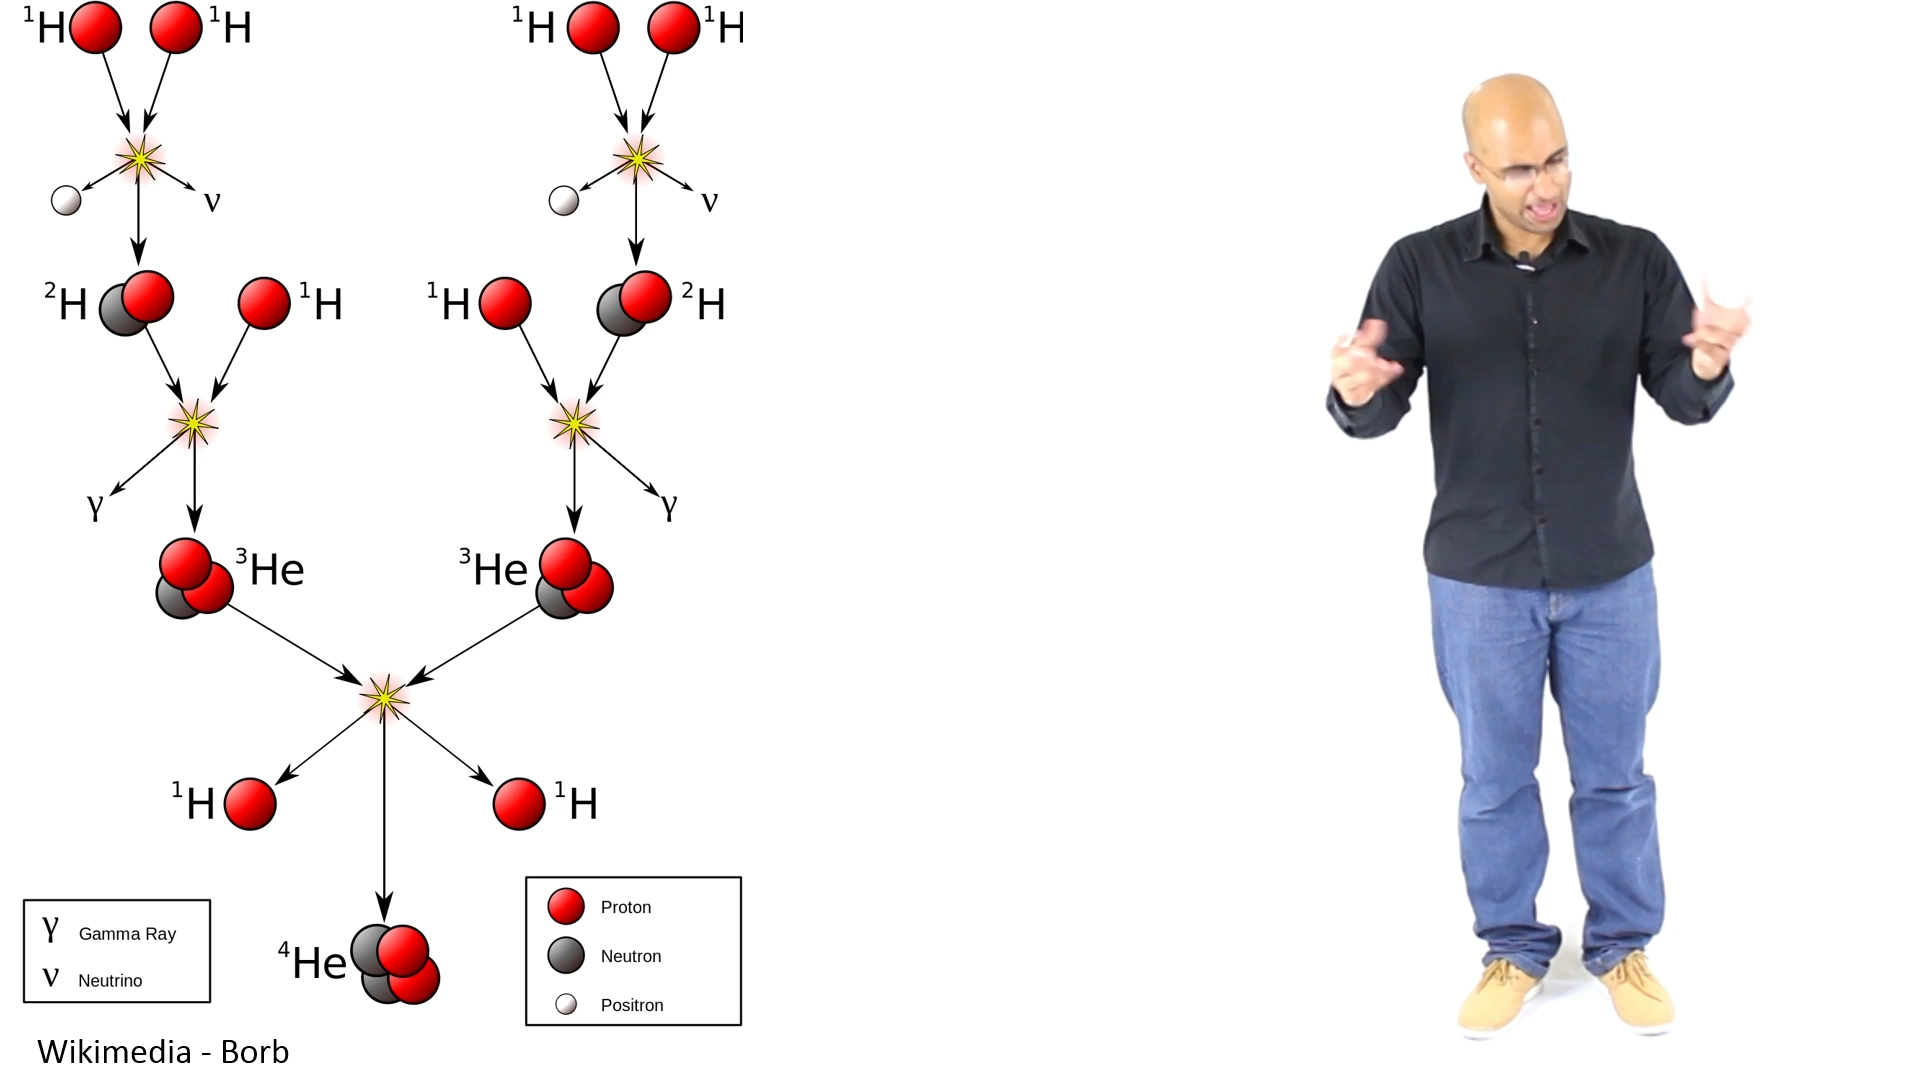 ¹H ¹H ¹H ¹H
ν ν
²H ¹H ¹H ²H
γ γ
³He ³He
¹H ¹H
⁴He
γ Gamma Ray
ν Neutrino
Proton
Neutron
Positron
Wikimedia - Borb